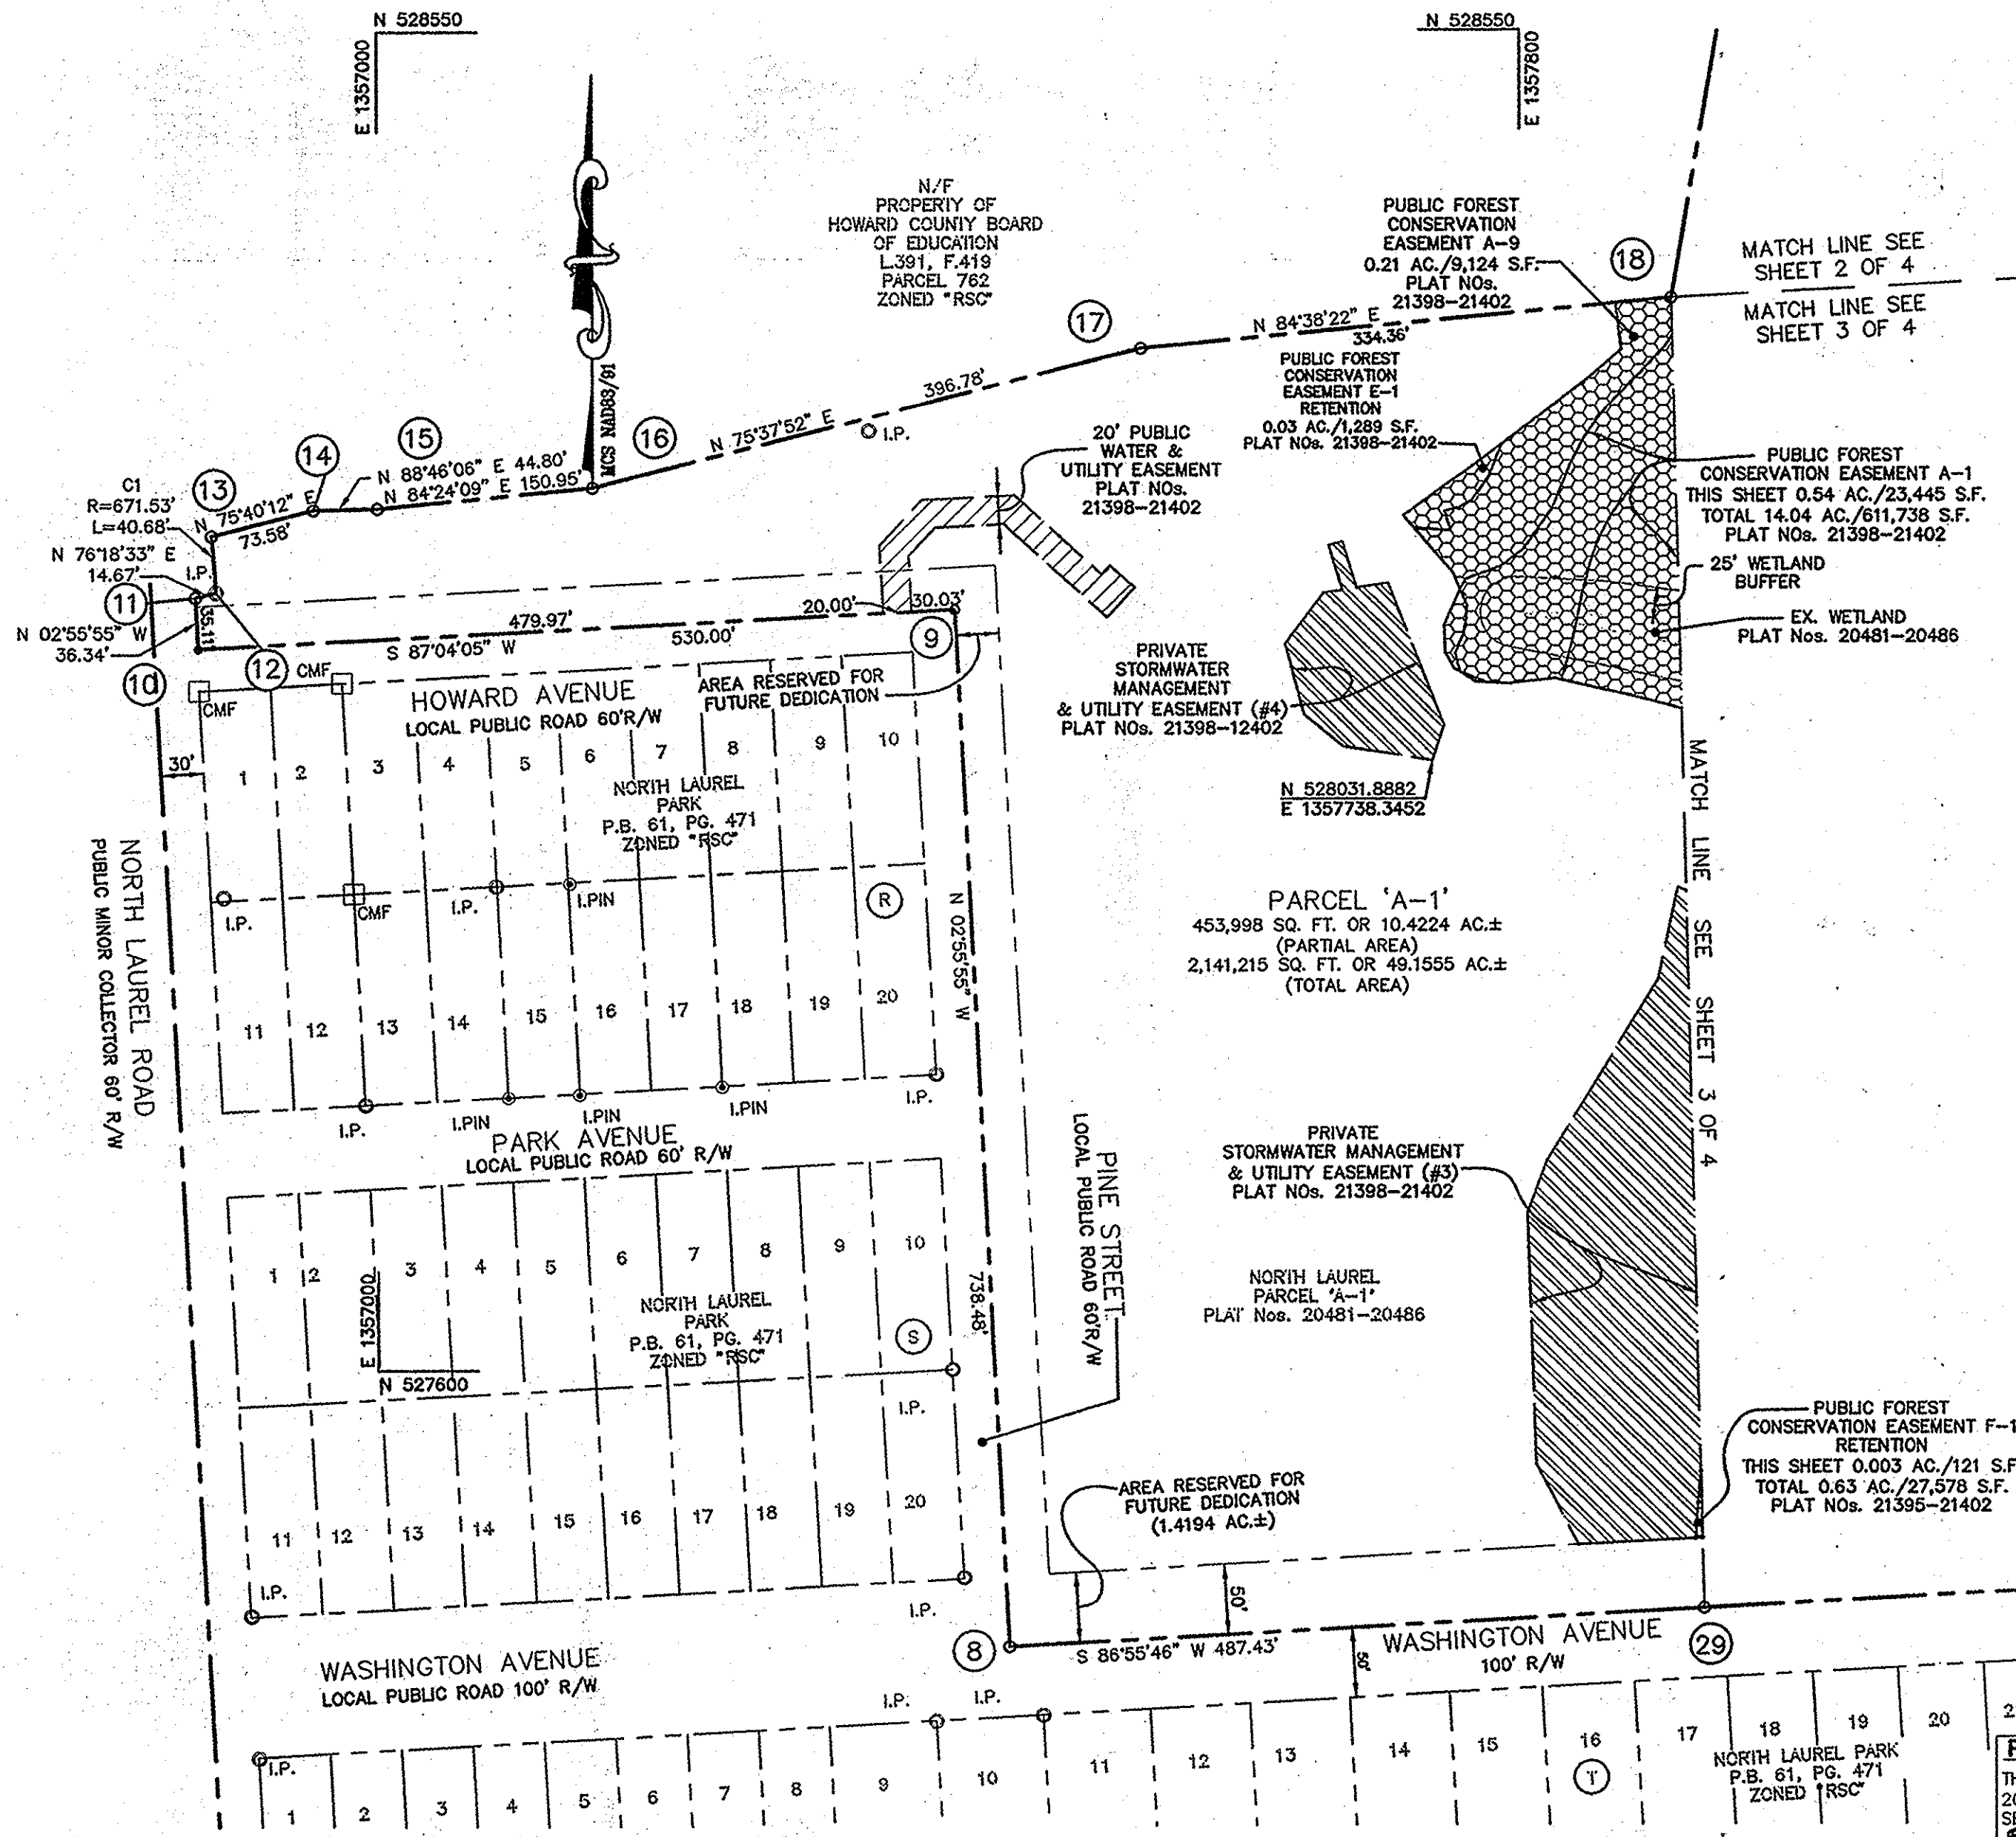 N 528550
E 1357000
N 528550
E 1357800
N/F
PROPERTY OF
HOWARD COUNTY BOARD
OF EDUCATION
L.391, F.419
PARCEL 762
ZONED "RSC"
PUBLIC FOREST
CONSERVATION
EASEMENT A-9
0.21 AC./9,124 S.F.
PLAT NOs.
21398-21402
18
MATCH LINE SEE
SHEET 2 OF 4
MATCH LINE SEE
SHEET 3 OF 4
17
N 84°38'22" E
334.36'
PUBLIC FOREST
CONSERVATION
EASEMENT E-1
RETENTION
0.03 AC./1,289 S.F.
PLAT NOs. 21398-21402
MCS NAD83/91
396.78'
N 75°37'52" E
I.P.
16
15
14
13
N 88°46'06" E 44.80'
N 84°24'09" E 150.95'
N 75°40'12" E
73.58'
C1
R=671.53'
L=40.68'
N 76°18'33" E
14.67'
I.P.
11
35.11'
N 02°55'55" W
36.34'
10
12
20' PUBLIC
WATER &
UTILITY EASEMENT
PLAT NOs.
21398-21402
PUBLIC FOREST
CONSERVATION EASEMENT A-1
THIS SHEET 0.54 AC./23,445 S.F.
TOTAL 14.04 AC./611,738 S.F.
PLAT NOs. 21398-21402
25' WETLAND
BUFFER
EX. WETLAND
PLAT Nos. 20481-20486
479.97'
20.00'
30.03'
S 87°04'05" W
530.00'
9
CMF
CMF
HOWARD AVENUE
LOCAL PUBLIC ROAD 60'R/W
AREA RESERVED FOR
FUTURE DEDICATION
PRIVATE
STORMWATER
MANAGEMENT
& UTILITY EASEMENT (#4)
PLAT NOs. 21398-12402
N 528031.8882
E 1357738.3452
30'
1 2 3 4 5 6 7 8 9 10
NORTH LAUREL
PARK
P.B. 61, PG. 471
ZONED "RSC"
NORTH LAUREL ROAD
PUBLIC MINOR COLLECTOR 60' R/W
I.P.
CMF
I.P.
I.PIN
R
N 02°55'55" W
11 12 13 14 15 16 17 18 19 20
PARCEL 'A-1'
453,998 SQ. FT. OR 10.4224 AC.±
(PARTIAL AREA)
2,141,215 SQ. FT. OR 49.1555 AC.±
(TOTAL AREA)
MATCH LINE SEE SHEET 3 OF 4
I.P.
I.PIN
I.PIN
I.PIN
I.P.
PARK AVENUE
LOCAL PUBLIC ROAD 60' R/W
PINE STREET
LOCAL PUBLIC ROAD 60'R/W
738.48'
PRIVATE
STORMWATER MANAGEMENT
& UTILITY EASEMENT (#3)
PLAT NOs. 21398-21402
1 2 3 4 5 6 7 8 9 10
E 1357000
N 527600
NORTH LAUREL
PARK
P.B. 61, PG. 471
ZONED "RSC"
S
I.P.
NORTH LAUREL
PARCEL 'A-1'
PLAT Nos. 20481-20486
11 12 13 14 15 16 17 18 19 20
I.P.
I.P.
PUBLIC FOREST
CONSERVATION EASEMENT F-1
RETENTION
THIS SHEET 0.003 AC./121 S.F
TOTAL 0.63 AC./27,578 S.F.
PLAT NOs. 21395-21402
AREA RESERVED FOR
FUTURE DEDICATION
(1.4194 AC.±)
50'
8
S 86°55'46" W 487.43'
WASHINGTON AVENUE
100' R/W
50'
29
WASHINGTON AVENUE
LOCAL PUBLIC ROAD 100' R/W
I.P.
I.P.
I.P.
1 2 3 4 5 6 7 8 9 10 11 12 13 14 15 16 17 18 19 20 2
T
NORTH LAUREL PARK
P.B. 61, PG. 471
ZONED "RSC"